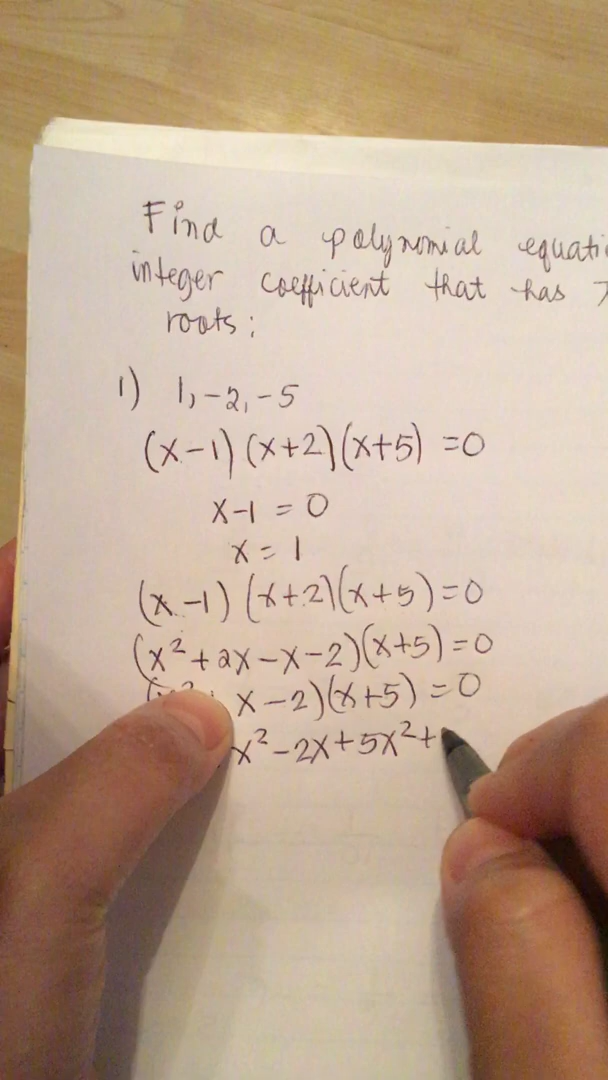 Find a polynomial equati
integer coefficient that has
roots:
1) 1, -2, -5
(x-1)(x+2)(x+5) = 0
x-1 = 0
x = 1
(x-1)(x+2)(x+5) = 0
(x²+2x-x-2)(x+5) = 0
x-2)(x+5) = 0
x²-2x+5x²+